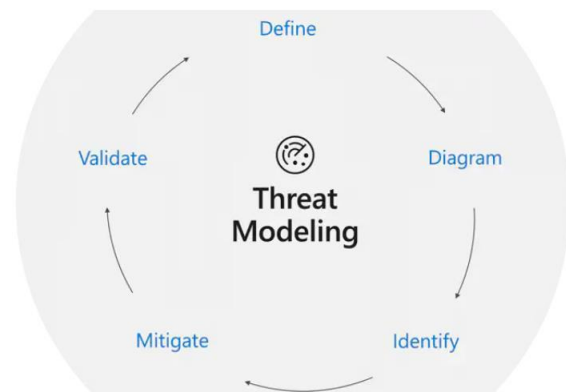 Define
Validate
Diagram
Threat
Modeling
Mitigate
Identify